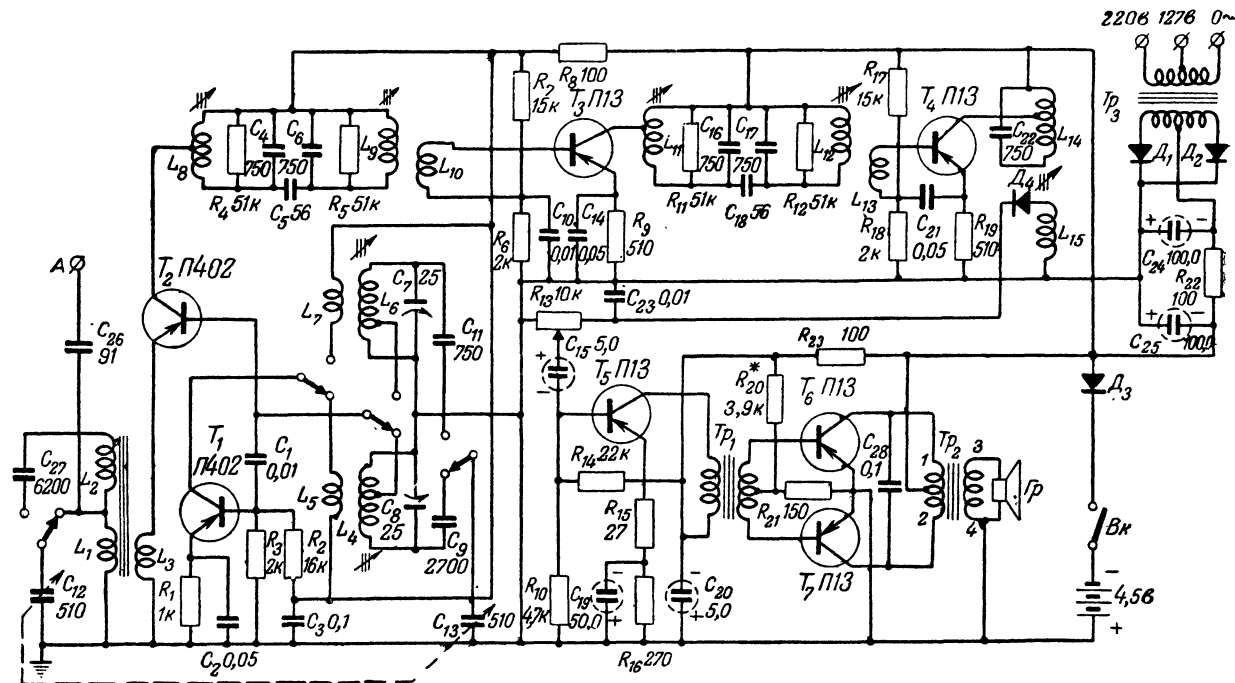 220в 127в 0~
Тр3
Д1
Д2
C24
100,0
R22
C25
100
100,0
R8 100
R2
15к
T3 П13
R17
15к
T4 П13
C22
750
L14
Д4
L15
L8
C4
750
C6
750
L9
R4 51к
C5 56
R5 51к
L10
R6
2к
C10
0,01
C14
0,05
R9
510
L11
C16
750
C17
750
L12
R11 51к
C18 56
R12 51к
L13
R18
2к
C21
0,05
R19
510
А
C26
91
T2 П402
L7
L6
C7 25
C11
750
R13 10к
C23 0,01
C15 5,0
T5 П13
R23 100
R20*
3,9к
T6 П13
Д3
C27
6200
L2
L1
C12
510
L3
T1
П402
C1
0,01
R1
1к
C2 0,05
R3
2к
R2
16к
C3 0,1
L5
L4
C8
25
C9
2700
C13 510
R14 22к
R15
27
R10
4,7к
C19
50,0
R16 270
C20
5,0
Тр1
R21 150
T7 П13
C28
0,1
Тр2
1
2
3
4
Гр
Вк
4,5в